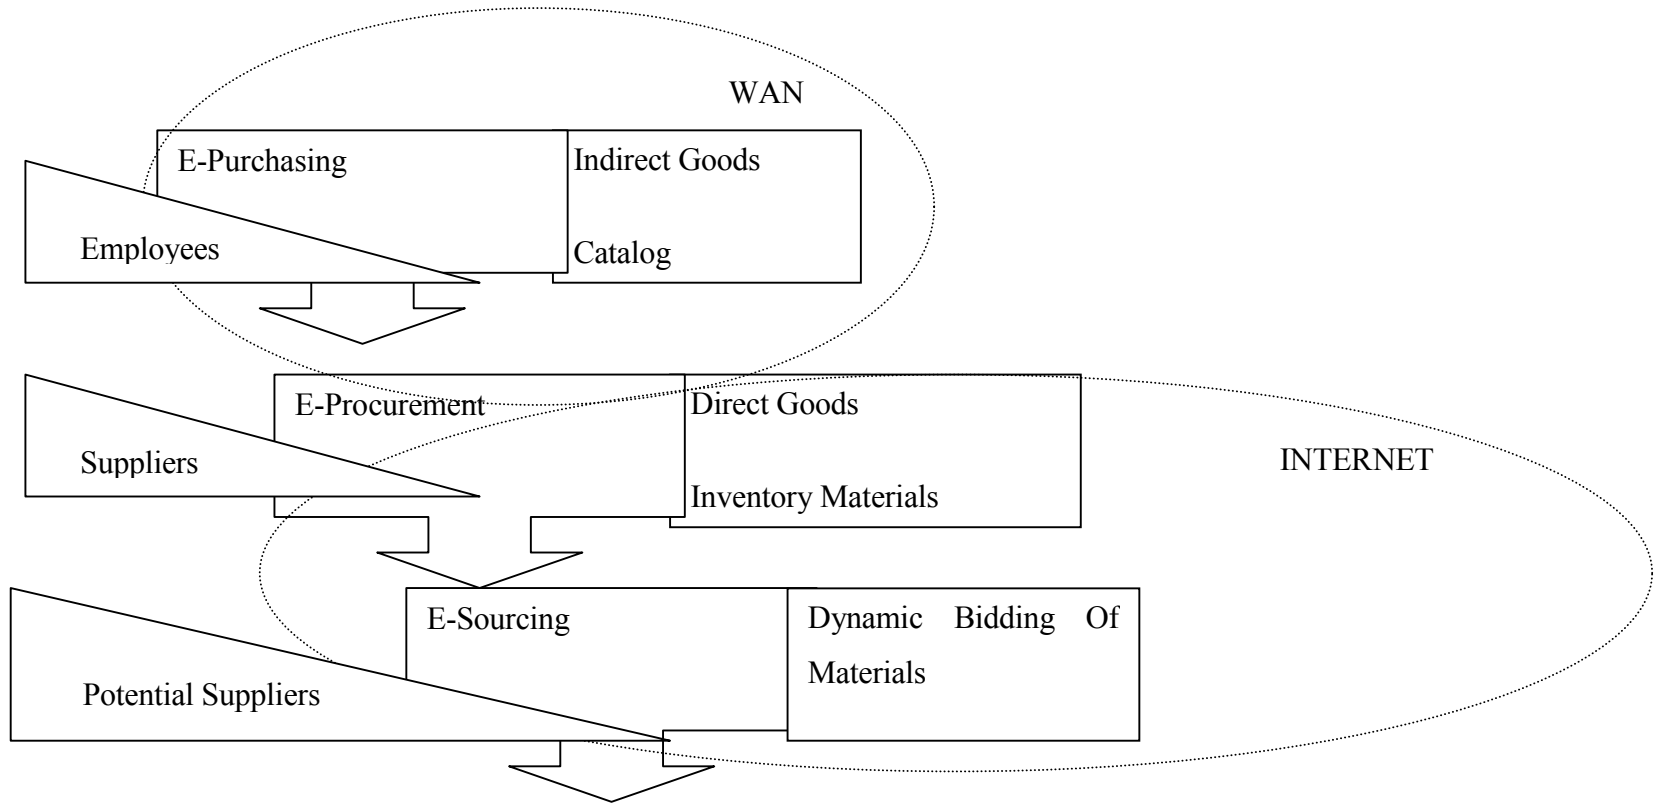 WAN
E-Purchasing
Indirect Goods
Employees
Catalog
E-Procurement
Direct Goods
Suppliers
INTERNET
Inventory Materials
E-Sourcing
Dynamic Bidding Of
Materials
Potential Suppliers